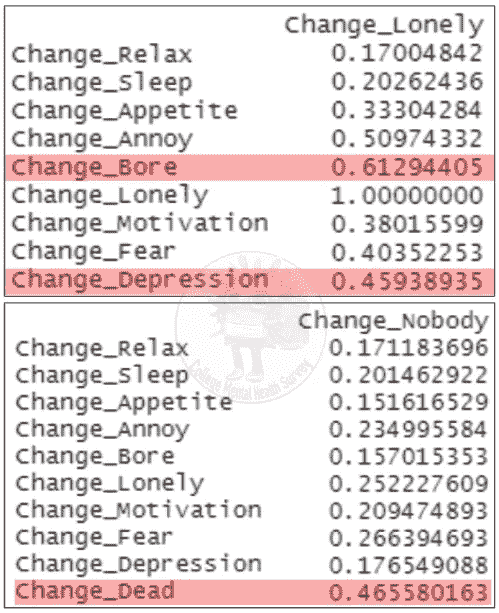 Change_Lonely
Change_Relax 0.17004842
Change_Sleep 0.20262436
Change_Appetite 0.33304284
Change_Annoy 0.50974332
Change_Bore 0.61294405
Change_Lonely 1.00000000
Change_Motivation 0.38015599
Change_Fear 0.40352253
Change_Depression 0.45938935
Change_Nobody
Change_Relax 0.171183696
Change_Sleep 0.201462922
Change_Appetite 0.151616529
Change_Annoy 0.234995584
Change_Bore 0.157015353
Change_Lonely 0.252227609
Change_Motivation 0.209474893
Change_Fear 0.266394693
Change_Depression 0.176549088
Change_Dead 0.465580163
College Mental Health Survey